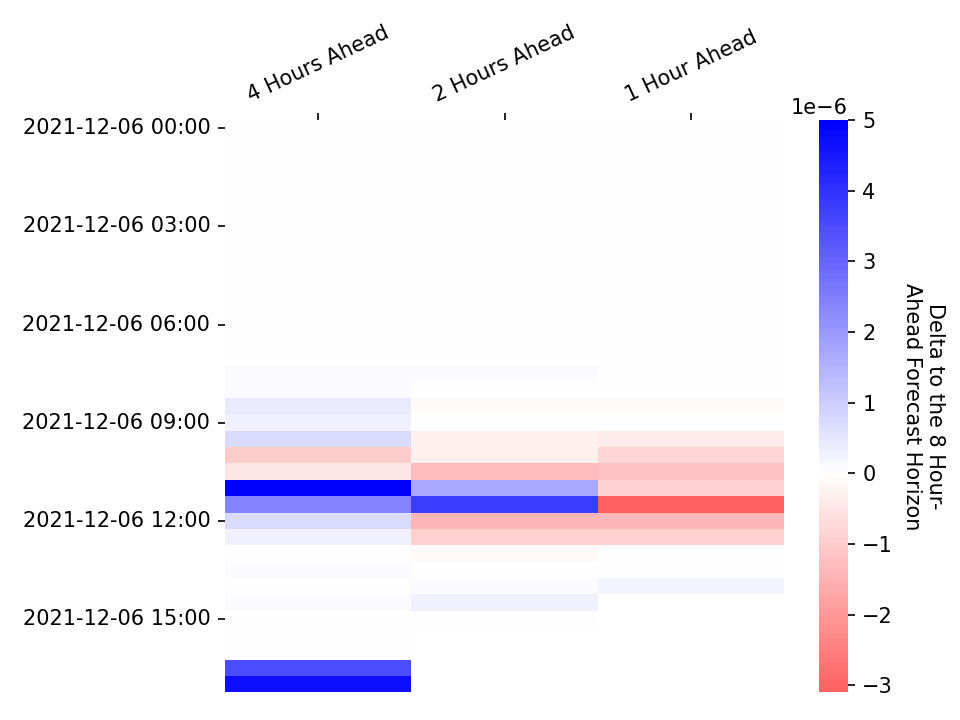 4 Hours Ahead
2 Hours Ahead
1 Hour Ahead
1e−6
2021-12-06 00:00
2021-12-06 03:00
2021-12-06 06:00
2021-12-06 09:00
2021-12-06 12:00
2021-12-06 15:00
5
4
3
2
1
0
−1
−2
−3
Delta to the 8 Hour-
Ahead Forecast Horizon